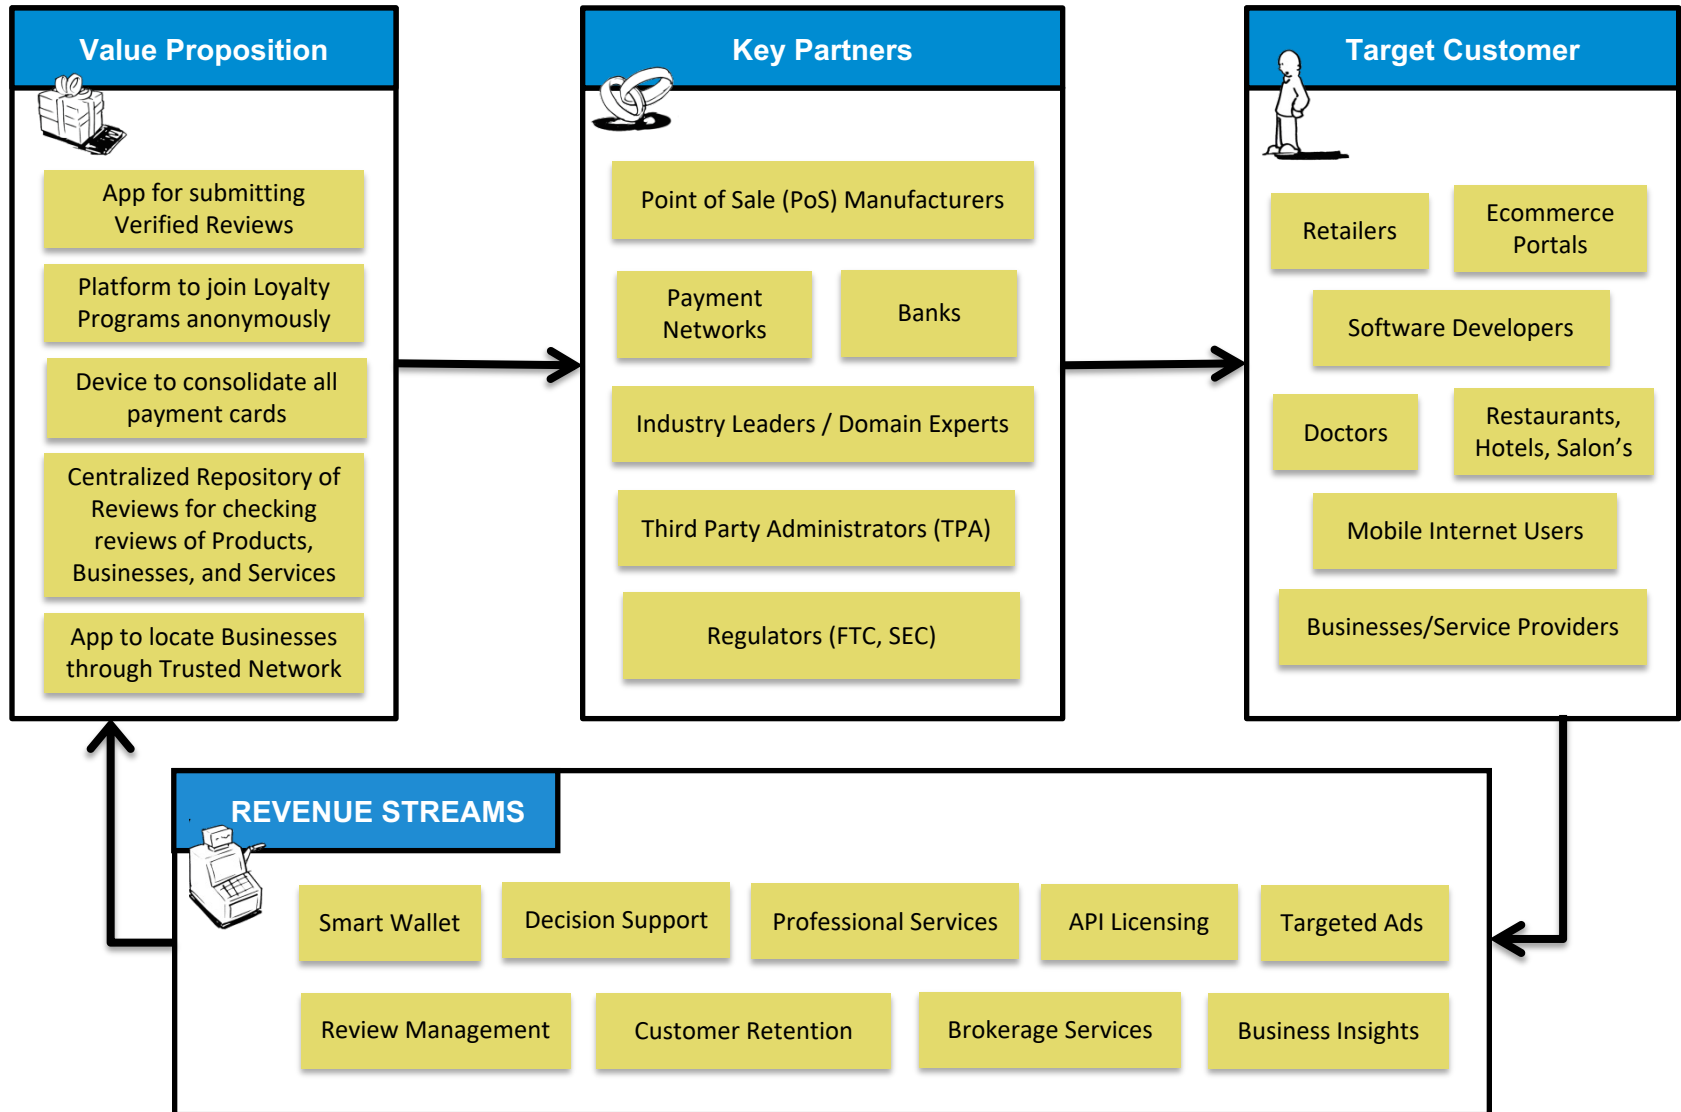 Value Proposition
App for submitting
Verified Reviews
Platform to join Loyalty
Programs anonymously
Device to consolidate all
payment cards
Centralized Repository of
Reviews for checking
reviews of Products,
Businesses, and Services
App to locate Businesses
through Trusted Network
Key Partners
Point of Sale (PoS) Manufacturers
Payment
Networks
Banks
Industry Leaders / Domain Experts
Third Party Administrators (TPA)
Regulators (FTC, SEC)
Target Customer
Retailers
Ecommerce
Portals
Software Developers
Doctors
Restaurants,
Hotels, Salon’s
Mobile Internet Users
Businesses/Service Providers
REVENUE STREAMS
Smart Wallet
Decision Support
Professional Services
API Licensing
Targeted Ads
Review Management
Customer Retention
Brokerage Services
Business Insights